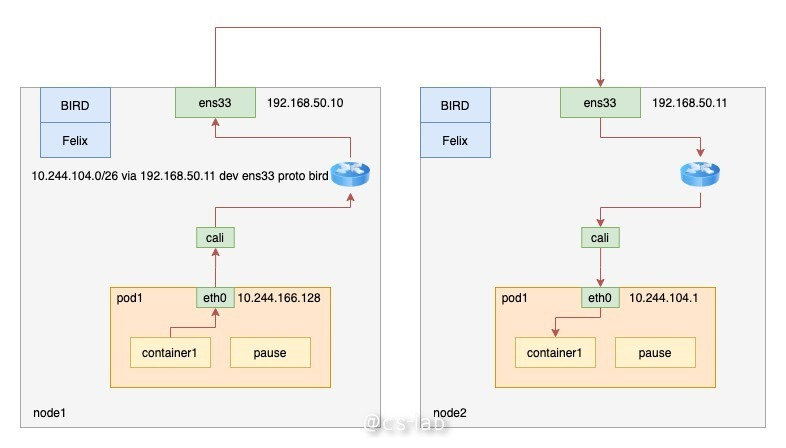 BIRD
Felix
ens33
192.168.50.10
10.244.104.0/26 via 192.168.50.11 dev ens33 proto bird
cali
pod1
eth0
10.244.166.128
container1
pause
node1
BIRD
Felix
ens33
192.168.50.11
cali
pod1
eth0
10.244.104.1
container1
pause
node2
@cs-lab